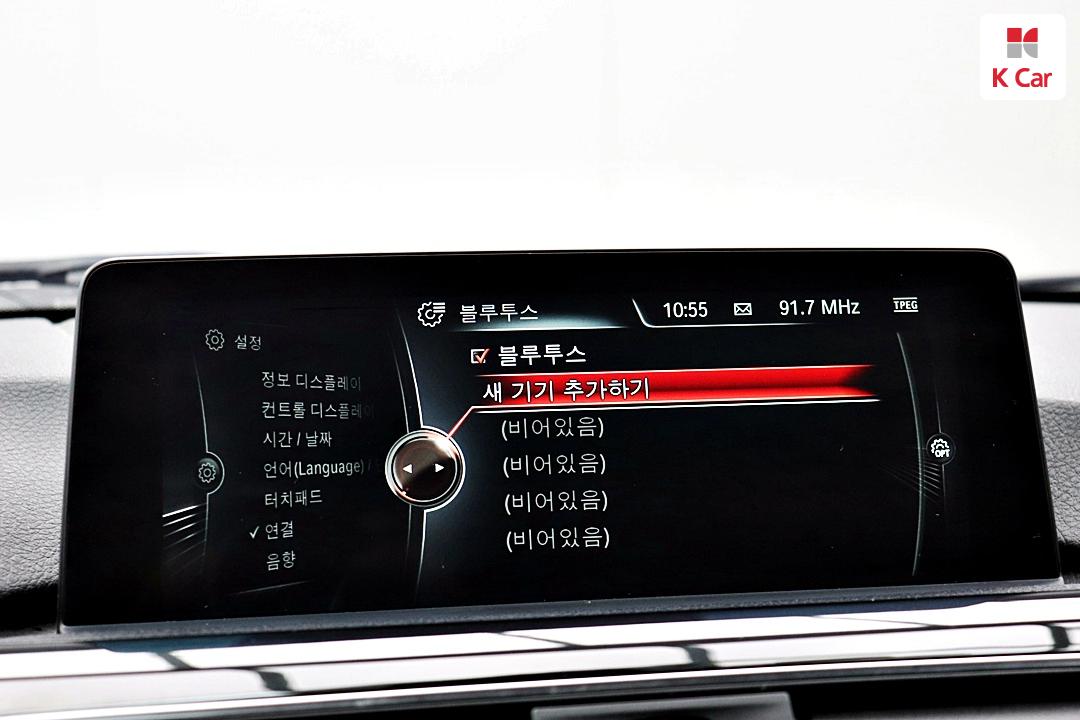 K Car
블루투스
10:55
91.7 MHz
TPEG
설정
정보 디스플레이
컨트롤 디스플레이
시간 / 날짜
언어(Language) /
터치패드
연결
음향
블루투스
새 기기 추가하기
(비어있음)
(비어있음)
(비어있음)
(비어있음)
OPT